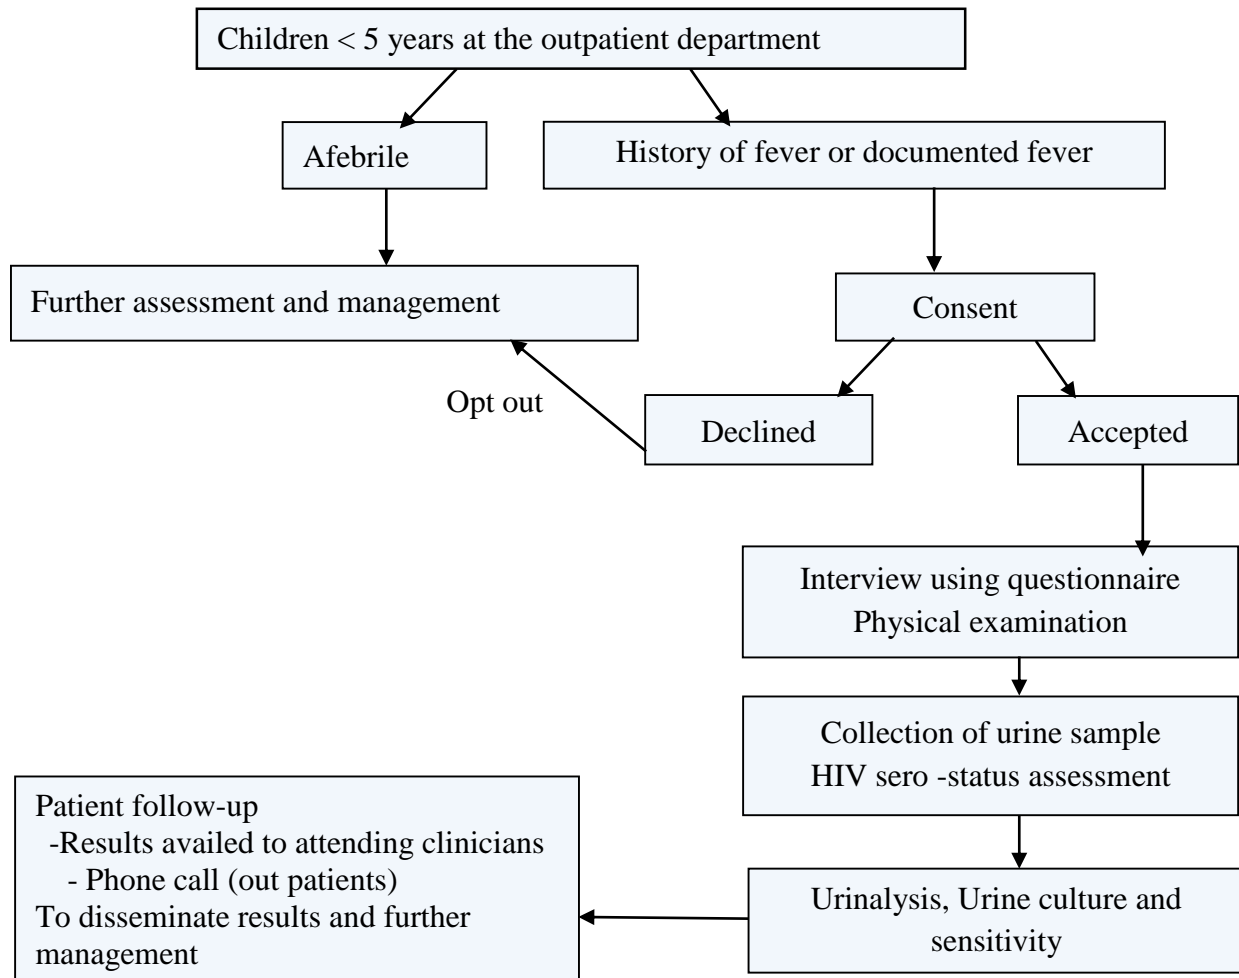 Children < 5 years at the outpatient department
Afebrile
History of fever or documented fever
Further assessment and management
Consent
Opt out
Declined
Accepted
Interview using questionnaire
Physical examination
Collection of urine sample
HIV sero -status assessment
Patient follow-up
-Results availed to attending clinicians
- Phone call (out patients)
To disseminate results and further
management
Urinalysis, Urine culture and
sensitivity